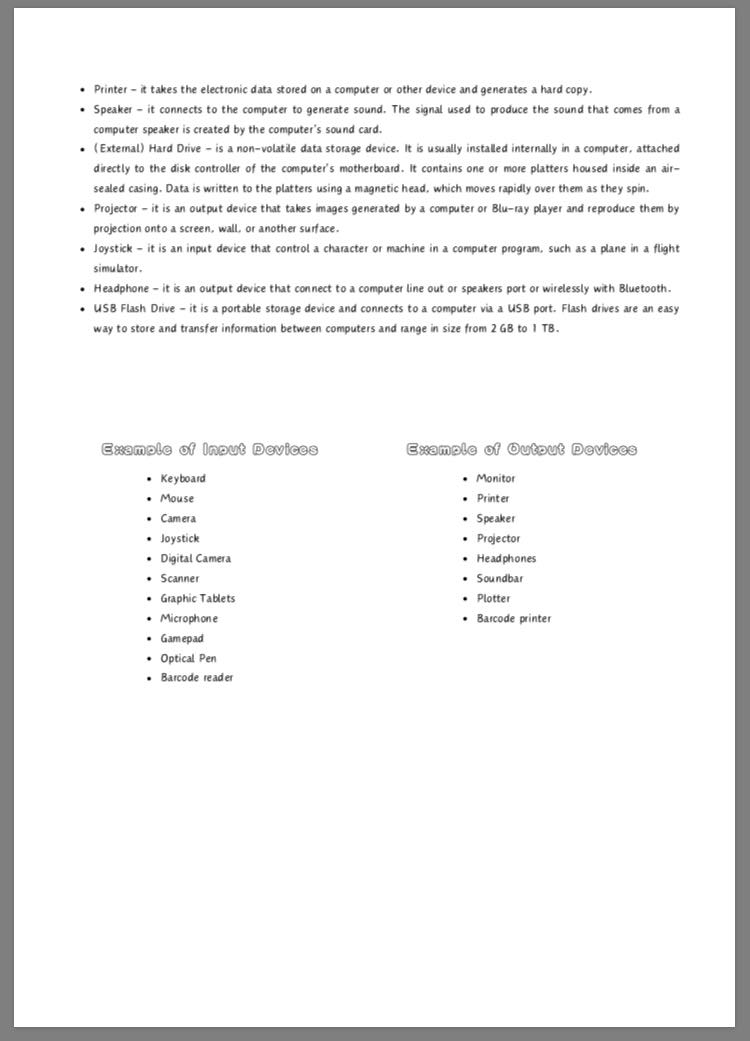 • Printer – it takes the electronic data stored on a computer or other device and generates a hard copy.
• Speaker – it connects to the computer to generate sound. The signal used to produce the sound that comes from a
computer speaker is created by the computer's sound card.
• (External) Hard Drive – is a non-volatile data storage device. It is usually installed internally in a computer, attached
directly to the disk controller of the computer's motherboard. It contains one or more platters housed inside an air-
sealed casing. Data is written to the platters using a magnetic head, which moves rapidly over them as they spin.
• Projector – it is an output device that takes images generated by a computer or Blu-ray player and reproduce them by
projection onto a screen, wall, or another surface.
• Joystick – it is an input device that control a character or machine in a computer program, such as a plane in a flight
simulator.
• Headphone – it is an output device that connect to a computer line out or speakers port or wirelessly with Bluetooth.
• USB Flash Drive – it is a portable storage device and connects to a computer via a USB port. Flash drives are an easy
way to store and transfer information between computers and range in size from 2 GB to 1 TB.
Example of Input Devices
• Keyboard
• Mouse
• Camera
• Joystick
• Digital Camera
• Scanner
• Graphic Tablets
• Microphone
• Gamepad
• Optical Pen
• Barcode reader
Example of Output Devices
• Monitor
• Printer
• Speaker
• Projector
• Headphones
• Soundbar
• Plotter
• Barcode printer